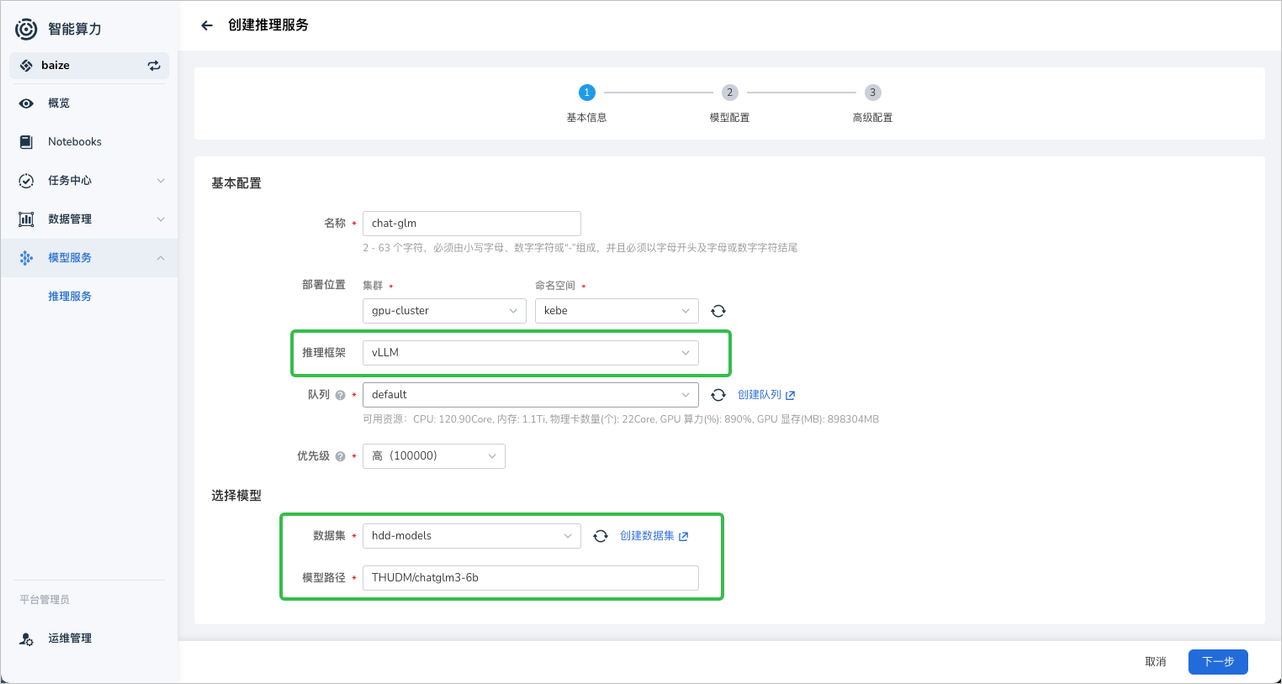 智能算力
baize
概览
Notebooks
任务中心
数据管理
模型服务
推理服务
平台管理员
运维管理
创建推理服务
1 2 3
基本信息 模型配置 高级配置
基本配置
名称 * chat-glm
2 - 63 个字符，必须由小写字母、数字字符或“-”组成，并且必须以字母开头及字母或数字字符结尾
部署位置 集群 * 命名空间 *
gpu-cluster kebe
推理框架 vLLM
队列 ? * default 创建队列
可用资源：CPU: 120.90Core, 内存: 1.1Ti, 物理卡数量(个): 22Core, GPU 算力(%): 890%, GPU 显存(MB): 898304MB
优先级 ? * 高（100000）
选择模型
数据集 * hdd-models 创建数据集
模型路径 * THUDM/chatglm3-6b
取消 下一步